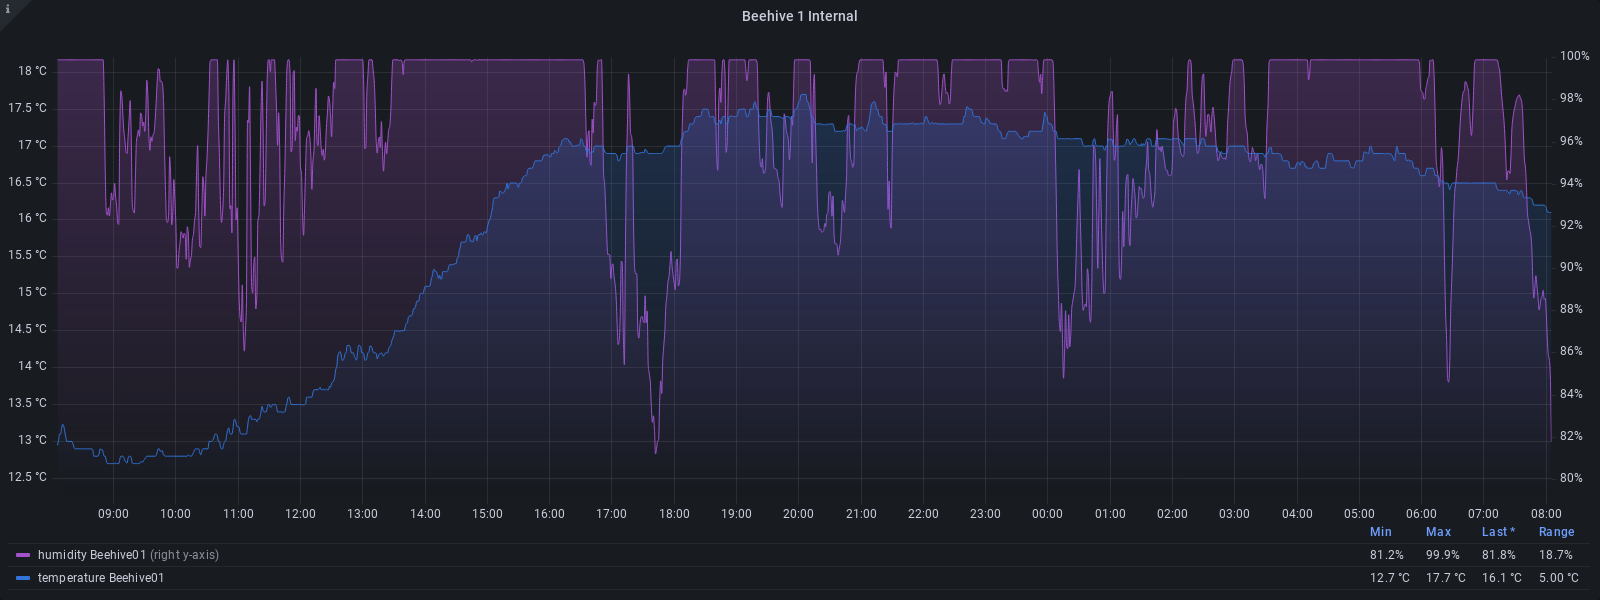 i
Beehive 1 Internal
18 °C
17.5 °C
17 °C
16.5 °C
16 °C
15.5 °C
15 °C
14.5 °C
14 °C
13.5 °C
13 °C
12.5 °C
100%
98%
96%
94%
92%
90%
88%
86%
84%
82%
80%
09:00 10:00 11:00 12:00 13:00 14:00 15:00 16:00 17:00 18:00 19:00 20:00 21:00 22:00 23:00 00:00 01:00 02:00 03:00 04:00 05:00 06:00 07:00 08:00
Min Max Last * Range
humidity Beehive01 (right y-axis) 81.2% 99.9% 81.8% 18.7%
temperature Beehive01 12.7 °C 17.7 °C 16.1 °C 5.00 °C